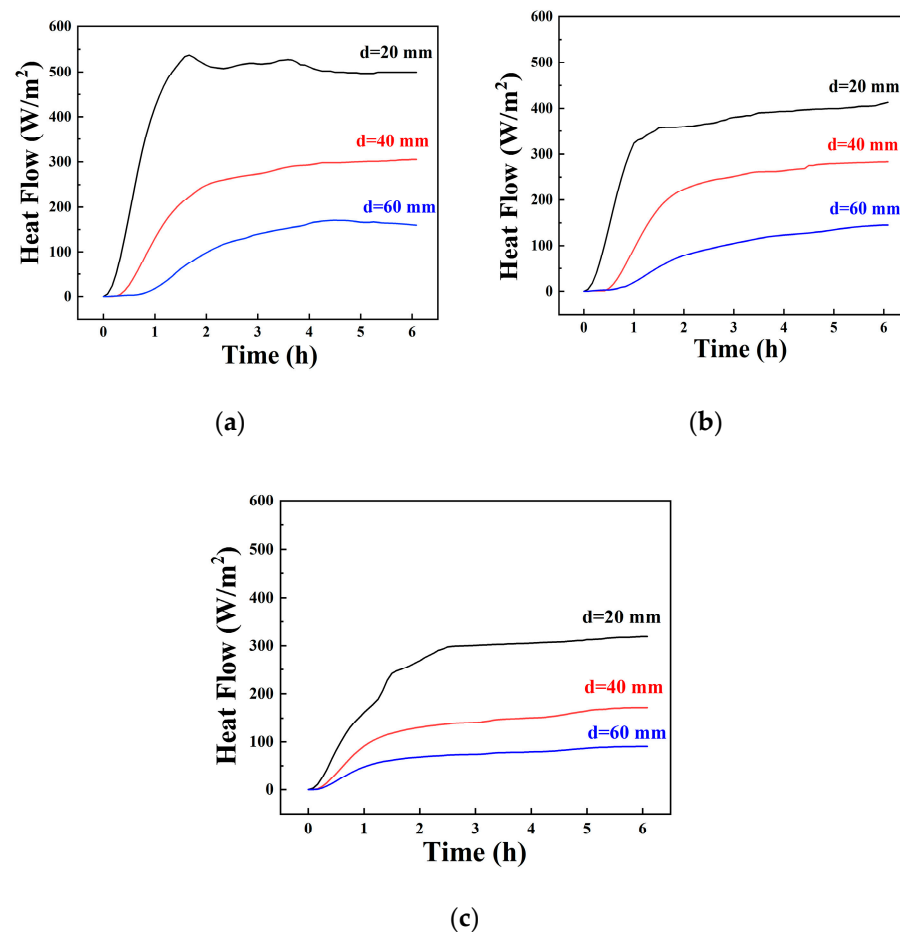 600
500
400
300
200
100
0
Heat Flow (W/m²)
d=20 mm
d=40 mm
d=60 mm
0 1 2 3 4 5 6
Time (h)
(a)
600
500
400
300
200
100
0
Heat Flow (W/m²)
d=20 mm
d=40 mm
d=60 mm
0 1 2 3 4 5 6
Time (h)
(b)
600
500
400
300
200
100
0
Heat Flow (W/m²)
d=20 mm
d=40 mm
d=60 mm
0 1 2 3 4 5 6
Time (h)
(c)